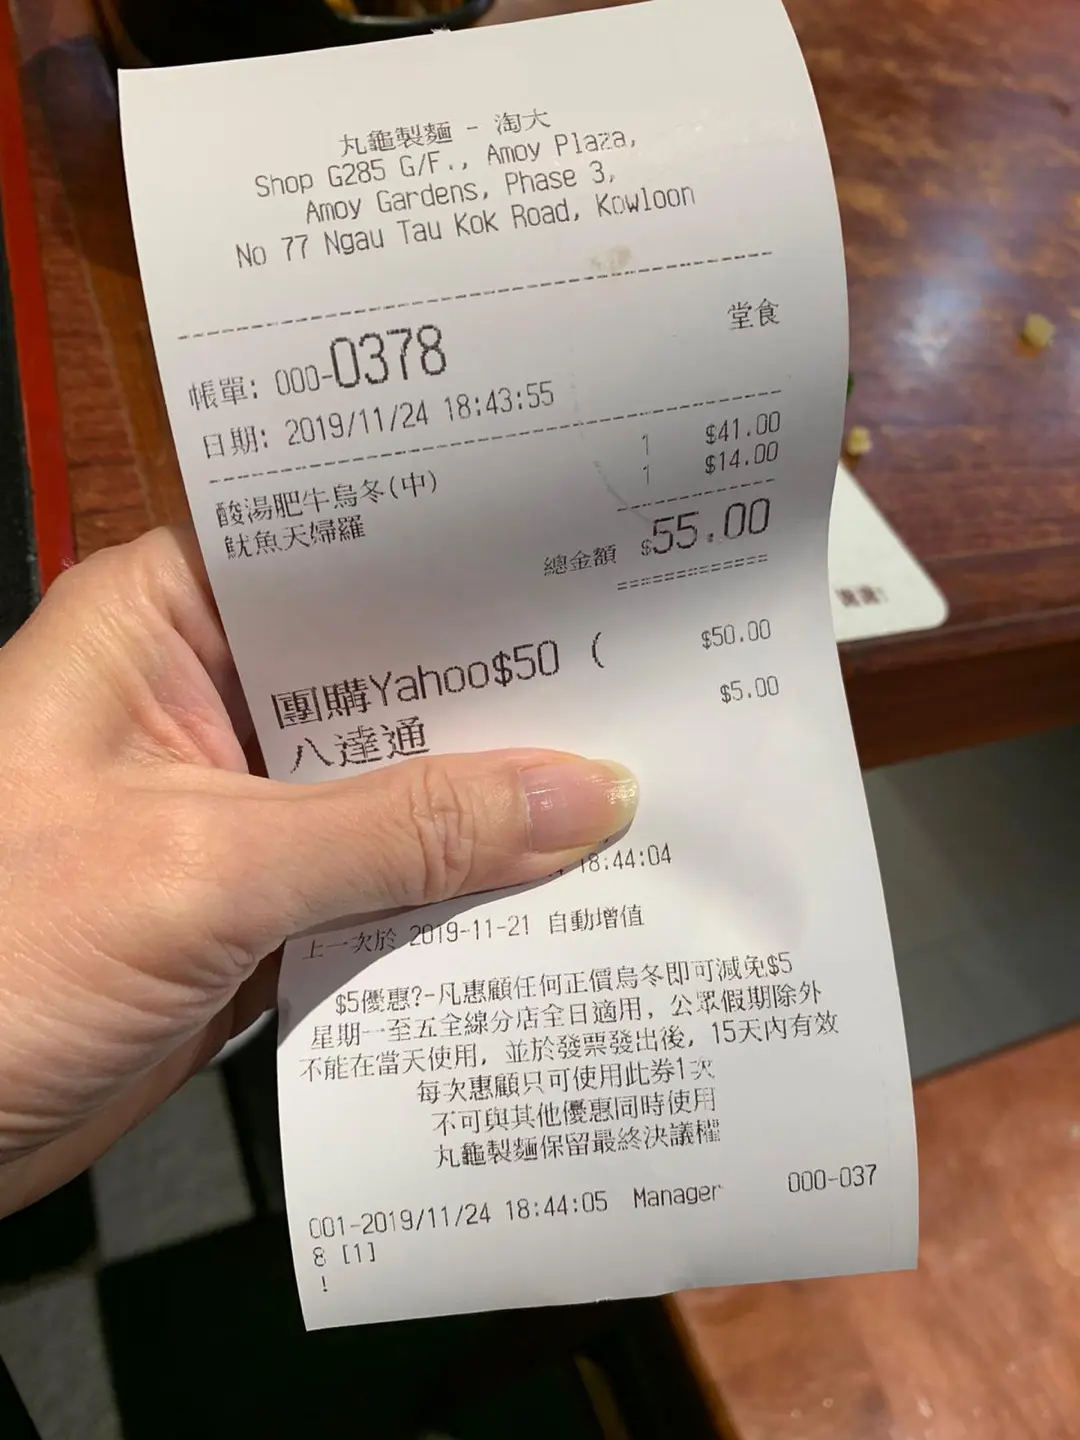 丸龜製麵 - 淘大
Shop G285 G/F., Amoy Plaza,
Amoy Gardens, Phase 3,
No 77 Ngau Tau Kok Road, Kowloon
堂食
帳單: 000-0378
日期: 2019/11/24 18:43:55
酸湯肥牛烏冬(中) 1 $41.00
魷魚天婦羅 1 $14.00
總金額 $55.00
團購Yahoo$50 ( $50.00
八達通 $5.00
18:44:04
上一次於 2019-11-21 自動增值
$5優惠?-凡惠顧任何正價烏冬即可減免$5
星期一至五全線分店全日適用, 公眾假期除外
不能在當天使用, 並於發票發出後, 15天內有效
每次惠顧只可使用此券1次
不可與其他優惠同時使用
丸龜製麵保留最終決議權
001-2019/11/24 18:44:05 Manager 000-037
8 [1]
!